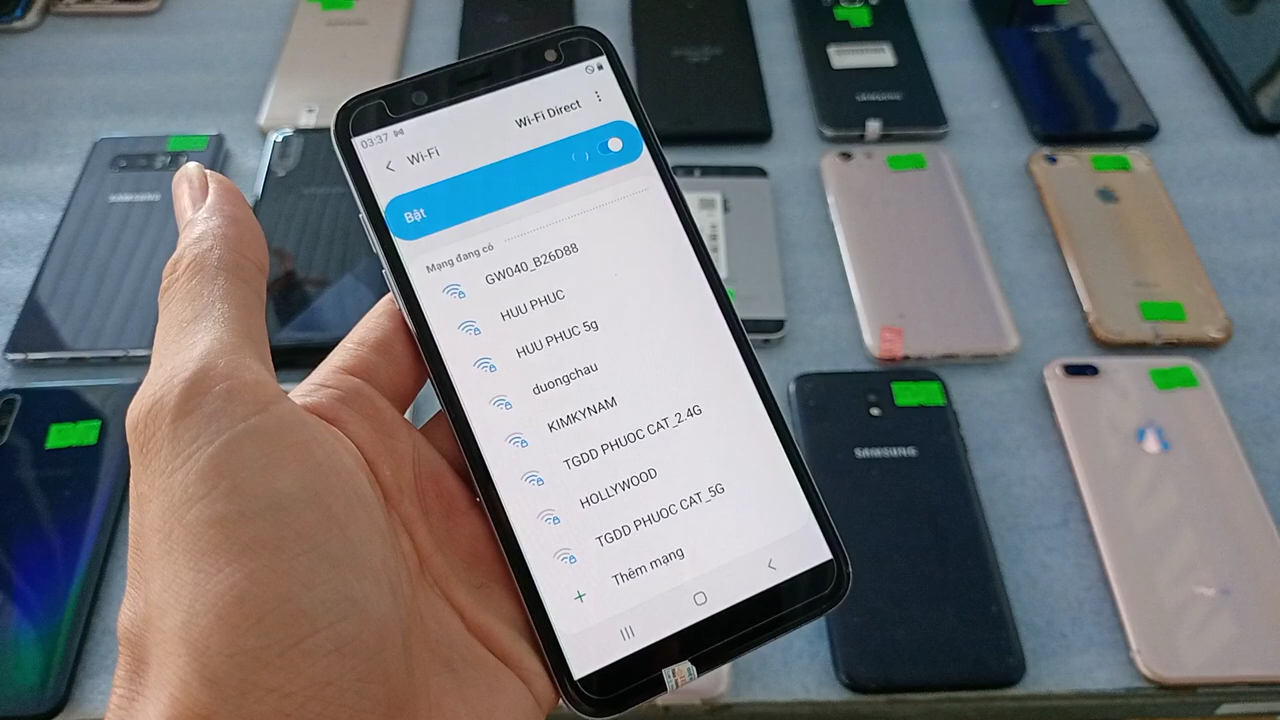 03:37
Wi-Fi
Wi-Fi Direct
Bật
Mạng đang có
GW040_B26D88
HUU PHUC
HUU PHUC 5g
duongchau
KIMKYNAM
TGDD PHUOC CAT_2.4G
HOLLYWOOD
TGDD PHUOC CAT_5G
Thêm mạng
SAMSUNG
SAMSUNG
SAMSUNG